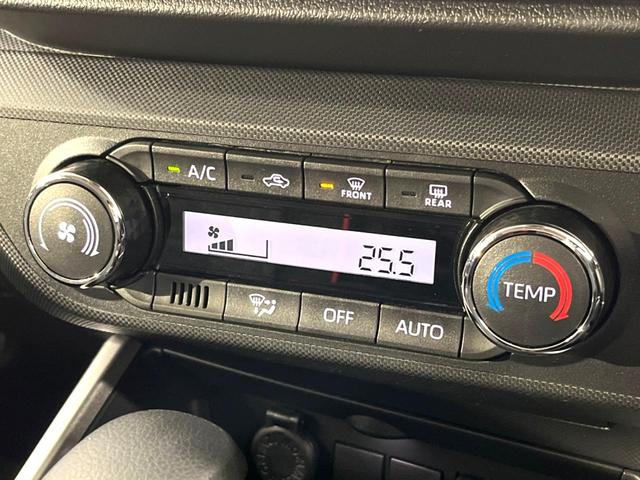 A/C
FRONT
REAR
25.5
TEMP
OFF
AUTO